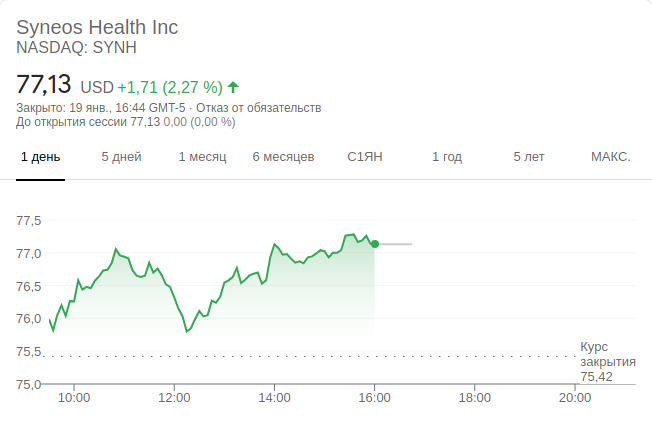 Syneos Health Inc
NASDAQ: SYNH
77,13 USD +1,71 (2,27 %)
Закрыто: 19 янв., 16:44 GMT-5 · Отказ от обязательств
До открытия сессии 77,13 0,00 (0,00 %)
1 день 5 дней 1 месяц 6 месяцев С1ЯН 1 год 5 лет МАКС.
77,5
77,0
76,5
76,0
75,5
75,0
Курс
закрытия
75,42
10:00 12:00 14:00 16:00 18:00 20:00